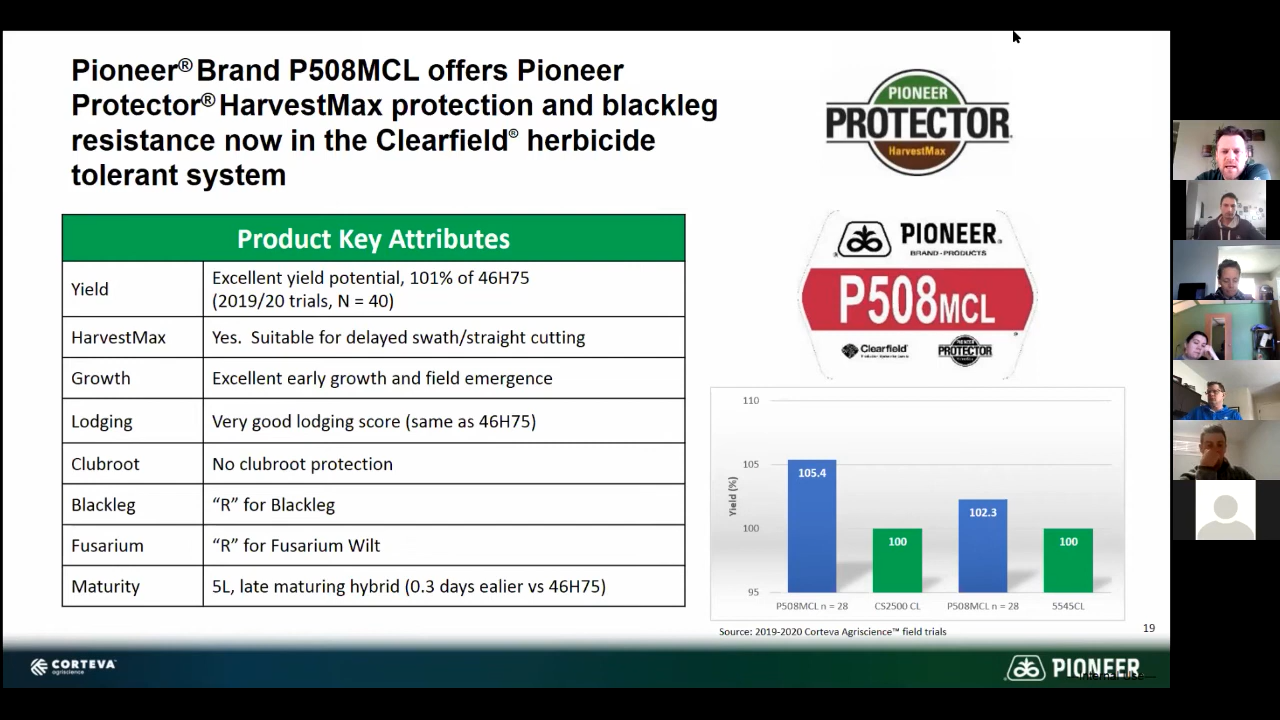 Pioneer® Brand P508MCL offers Pioneer
Protector® HarvestMax protection and blackleg
resistance now in the Clearfield® herbicide
tolerant system
PIONEER
PROTECTOR
HarvestMax
Product Key Attributes
Yield
Excellent yield potential, 101% of 46H75
(2019/20 trials, N = 40)
HarvestMax
Yes. Suitable for delayed swath/straight cutting
Growth
Excellent early growth and field emergence
Lodging
Very good lodging score (same as 46H75)
Clubroot
No clubroot protection
Blackleg
“R” for Blackleg
Fusarium
“R” for Fusarium Wilt
Maturity
5L, late maturing hybrid (0.3 days ealier vs 46H75)
PIONEER®
BRAND · PRODUCTS
P508MCL
Clearfield®
PROTECTOR
110
105
100
95
Yield (%)
105.4
100
102.3
100
P508MCL n = 28
CS2500 CL
P508MCL n = 28
5545CL
Source: 2019-2020 Corteva Agriscience™ field trials
19
CORTEVA™
agriscience
PIONEER
Internal Use